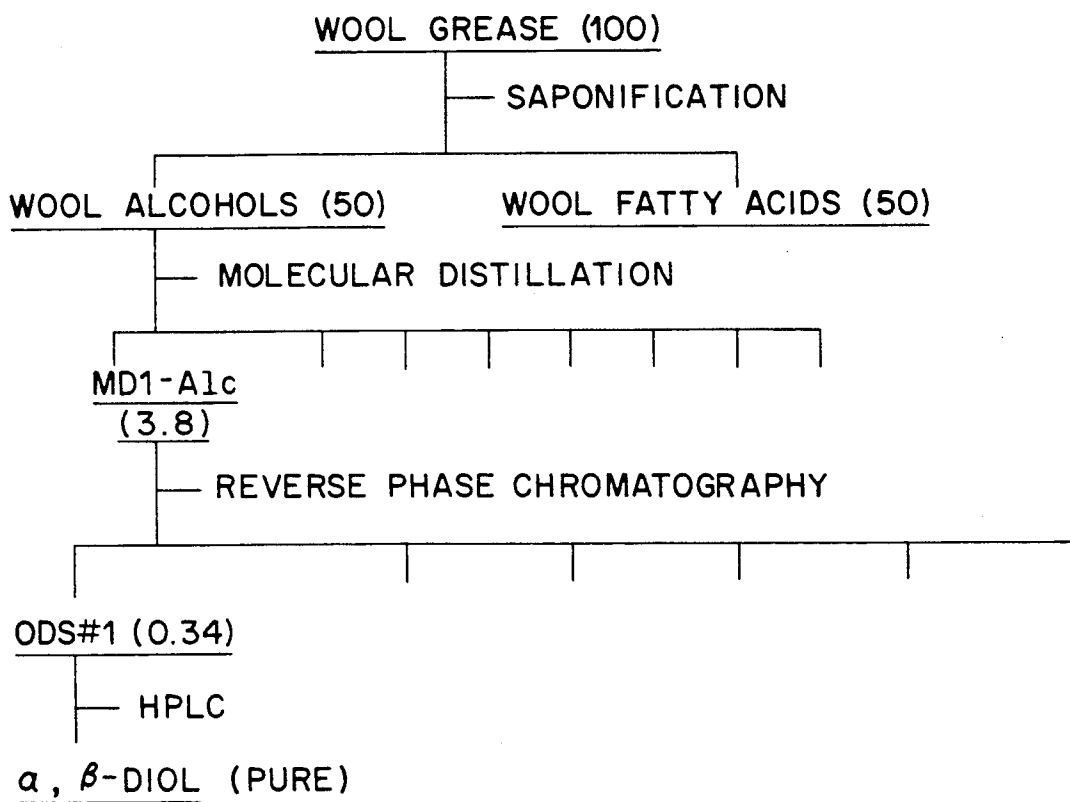 WOOL GREASE (100)
SAPONIFICATION
WOOL ALCOHOLS (50)
WOOL FATTY ACIDS (50)
MOLECULAR DISTILLATION
MD1-Alc
(3.8)
REVERSE PHASE CHROMATOGRAPHY
ODS#1 (0.34)
HPLC
α, β-DIOL (PURE)